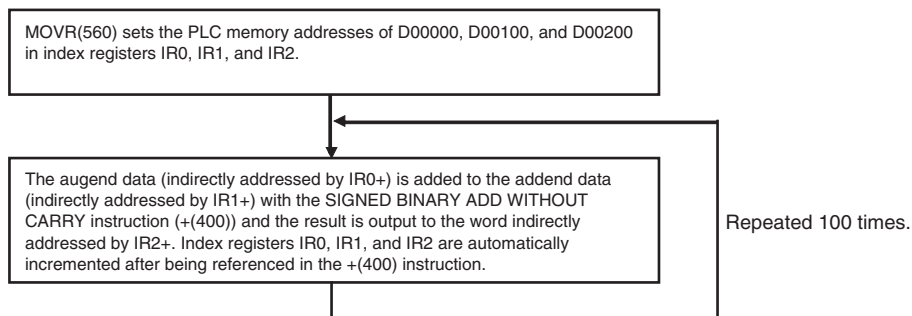 MOVR(560) sets the PLC memory addresses of D00000, D00100, and D00200
in index registers IR0, IR1, and IR2.
The augend data (indirectly addressed by IR0+) is added to the addend data
(indirectly addressed by IR1+) with the SIGNED BINARY ADD WITHOUT
CARRY instruction (+(400)) and the result is output to the word indirectly
addressed by IR2+. Index registers IR0, IR1, and IR2 are automatically
incremented after being referenced in the +(400) instruction.
Repeated 100 times.